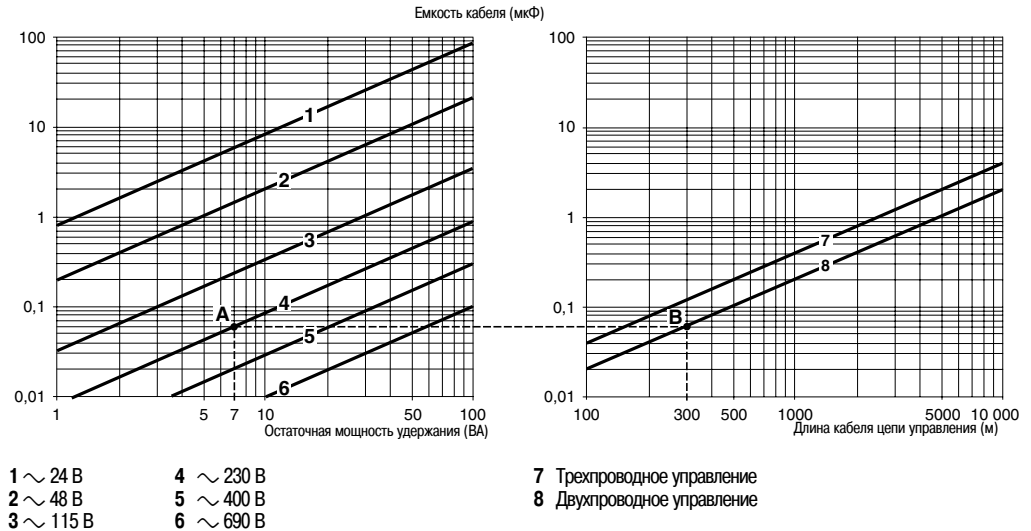 Емкость кабеля (мкФ)
100
100
1
10
10
2
1
1
3
7
8
0,1
A
4
0,1
B
5
6
0,01
0,01
1
5
7
10
50
100
100
300
500
1000
5000
10 000
Остаточная мощность удержания (ВА)
Длина кабеля цепи управления (м)
1 ~ 24 В
4 ~ 230 В
7 Трехпроводное управление
2 ~ 48 В
5 ~ 400 В
8 Двухпроводное управление
3 ~ 115 В
6 ~ 690 В